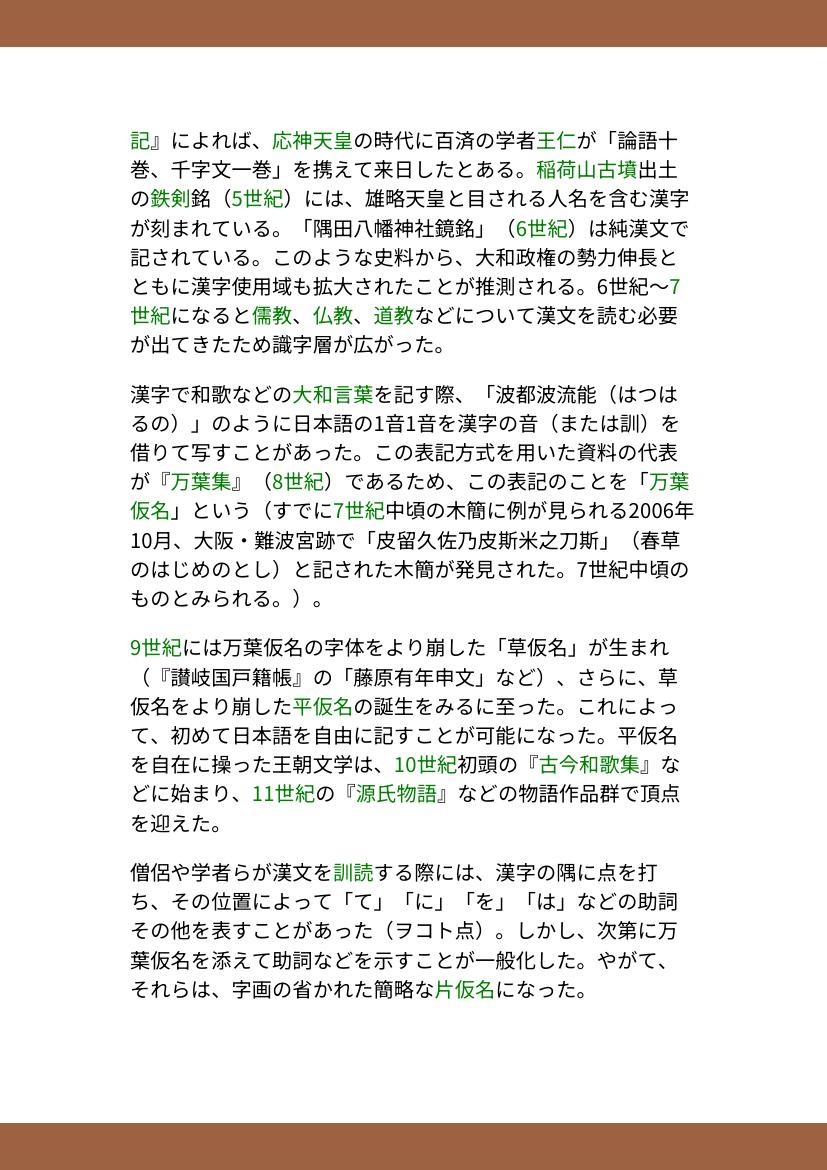 記』によれば、応神天皇の時代に百済の学者王仁が「論語十
巻、千字文一巻」を携えて来日したとある。稲荷山古墳出土
の鉄剣銘（5世紀）には、雄略天皇と目される人名を含む漢字
が刻まれている。「隅田八幡神社鏡銘」（6世紀）は純漢文で
記されている。このような史料から、大和政権の勢力伸長と
ともに漢字使用域も拡大されたことが推測される。6世紀〜7
世紀になると儒教、仏教、道教などについて漢文を読む必要
が出てきたため識字層が広がった。
漢字で和歌などの大和言葉を記す際、「波都波流能（はつは
るの）」のように日本語の1音1音を漢字の音（または訓）を
借りて写すことがあった。この表記方式を用いた資料の代表
が『万葉集』（8世紀）であるため、この表記のことを「万葉
仮名」という（すでに7世紀中頃の木簡に例が見られる2006年
10月、大阪・難波宮跡で「皮留久佐乃皮斯米之刀斯」（春草
のはじめのとし）と記された木簡が発見された。7世紀中頃の
ものとみられる。）。
9世紀には万葉仮名の字体をより崩した「草仮名」が生まれ
（『讃岐国戸籍帳』の「藤原有年申文」など）、さらに、草
仮名をより崩した平仮名の誕生をみるに至った。これによっ
て、初めて日本語を自由に記すことが可能になった。平仮名
を自在に操った王朝文学は、10世紀初頭の『古今和歌集』な
どに始まり、11世紀の『源氏物語』などの物語作品群で頂点
を迎えた。
僧侶や学者らが漢文を訓読する際には、漢字の隅に点を打
ち、その位置によって「て」「に」「を」「は」などの助詞
その他を表すことがあった（ヲコト点）。しかし、次第に万
葉仮名を添えて助詞などを示すことが一般化した。やがて、
それらは、字画の省かれた簡略な片仮名になった。